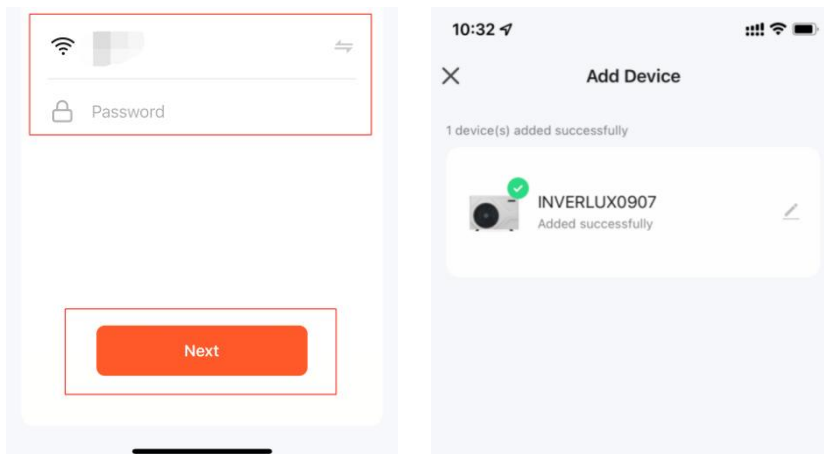 Password
Next
10:32
Add Device
1 device(s) added successfully
INVERLUX0907
Added successfully